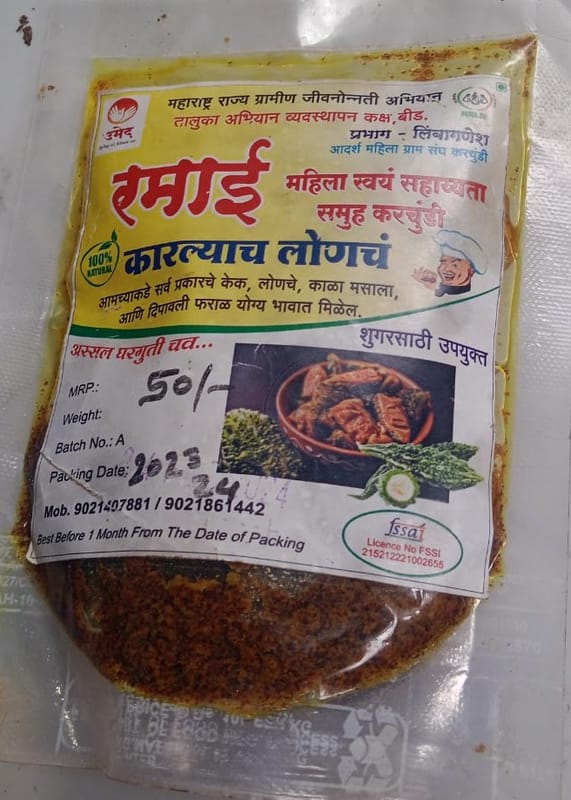 महाराष्ट्र राज्य ग्रामीण जीवनोन्नती अभियान
तालुका अभियान व्यवस्थापन कक्ष,बीड.
प्रभाग - लिंबागणेश
आदर्श महिला ग्राम संघ करचुंडी
उमेद
NRLM
रमाई
महिला स्वयं सहाय्यता
समुह करचुंडी
100%
NATURAL
कारल्याच लोणचं
आमच्याकडे सर्व प्रकारचे केक, लोणचे, काळा मसाला,
आणि दिपावली फराळ योग्य भावात मिळेल.
अस्सल घरगुती चव...
शुगरसाठी उपयुक्त
MRP.: 50/-
Weight:
Batch No.: A
Packing Date: 2023
24
Mob. 9021407881 / 9021861442
Best Before 1 Month From The Date of Packing
fssai
Licence No FSSI
215212221002655